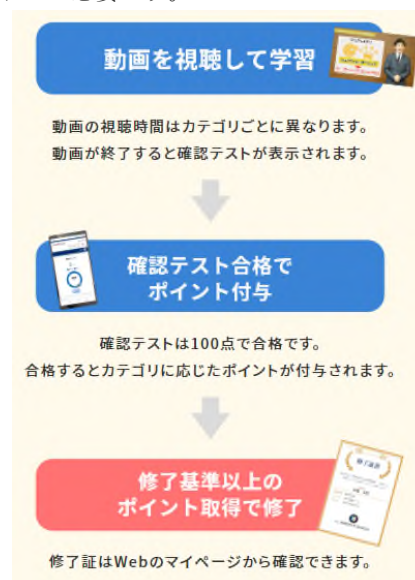 動画を視聴して学習
動画の視聴時間はカテゴリごとに異なります。
動画が終了すると確認テストが表示されます。
確認テスト合格で
ポイント付与
確認テストは100点で合格です。
合格するとカテゴリに応じたポイントが付与されます。
修了基準以上の
ポイント取得で修了
修了証はWebのマイページから確認できます。